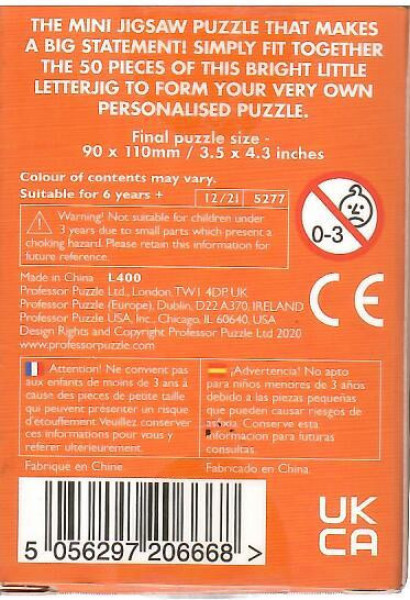 THE MINI JIGSAW PUZZLE THAT MAKES
A BIG STATEMENT! SIMPLY FIT TOGETHER
THE 50 PIECES OF THIS BRIGHT LITTLE
LETTERJIG TO FORM YOUR VERY OWN
PERSONALISED PUZZLE.
Final puzzle size -
90 x 110mm / 3.5 x 4.3 inches
Colour of contents may vary.
Suitable for 6 years +
12/21 5277
Warning! Not suitable for children under
3 years due to small parts which present a
choking hazard. Please retain this information for
future reference.
0-3
Made in China L400
Professor Puzzle Ltd., London, TW1 4DP, UK
Professor Puzzle (Europe), Dublin, D22 A370, IRELAND
Professor Puzzle USA, Inc., Chicago, IL 60640, USA
Design Rights and Copyright Professor Puzzle Ltd 2020
www.professorpuzzle.com
CE
Attention! Ne convient pas
aux enfants de moins de 3 ans à
cause des pieces de petite taille
qui peuvent présenter un risque
d'etouffement. Veuillez conserver
ces informations pour vous y
referer ulterieurement.
Fabrique en Chine
¡Advertencia! No apto
para niños menores de 3 años
debido a las piezas pequeñas
que pueden causar riesgos de
Conserve esta
informacion para futuras
consultas.
Fabricado en China
5 056297 206668 >
UK
CA